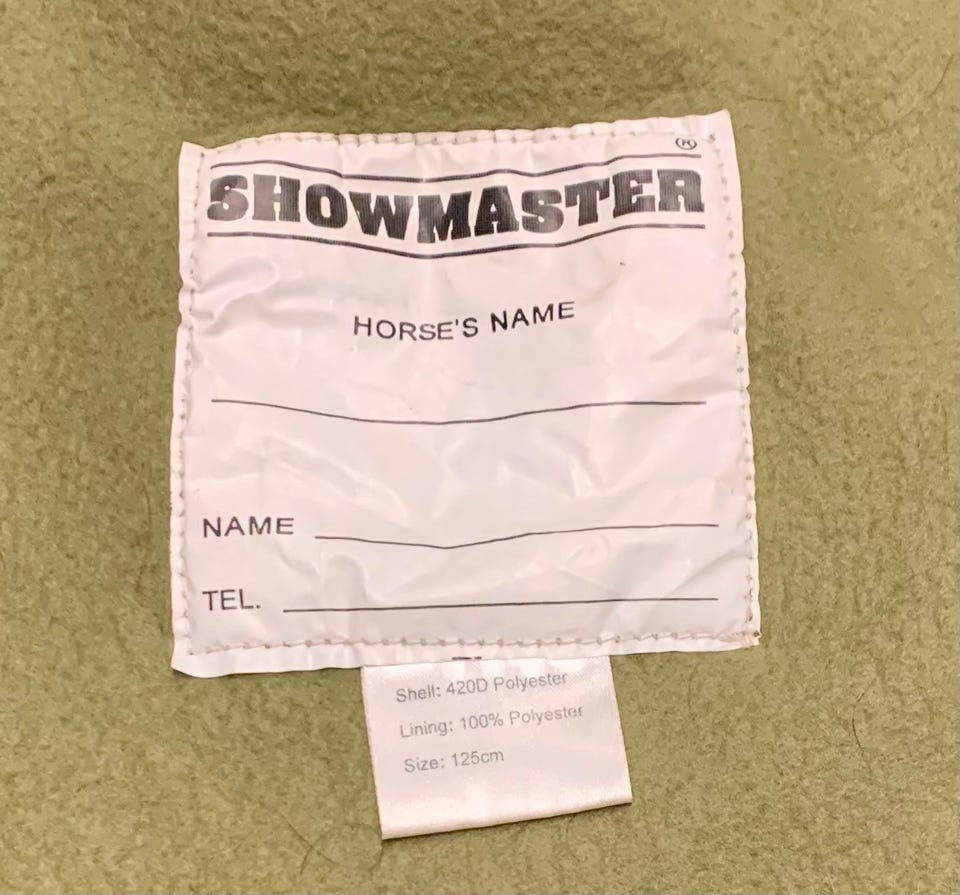 ®
SHOWMASTER
HORSE'S NAME
NAME
TEL.
Shell: 420D Polyester
Lining: 100% Polyester
Size: 125cm